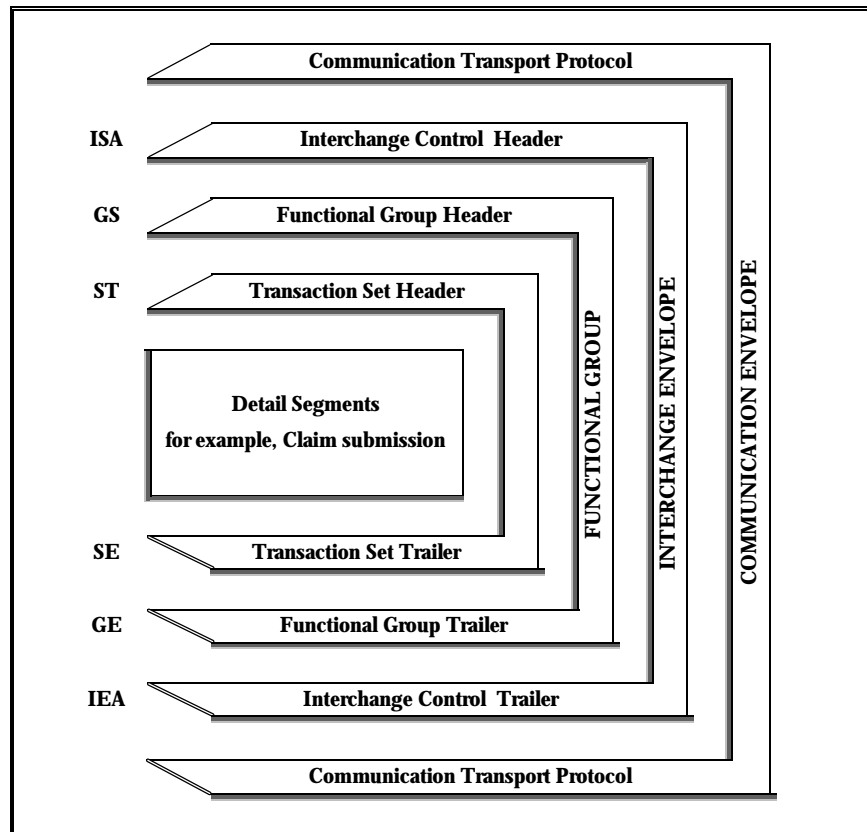 Communication Transport Protocol
ISA Interchange Control Header
GS Functional Group Header
ST Transaction Set Header
Detail Segments
for example, Claim submission
SE Transaction Set Trailer
GE Functional Group Trailer
IEA Interchange Control Trailer
Communication Transport Protocol
FUNCTIONAL GROUP
INTERCHANGE ENVELOPE
COMMUNICATION ENVELOPE